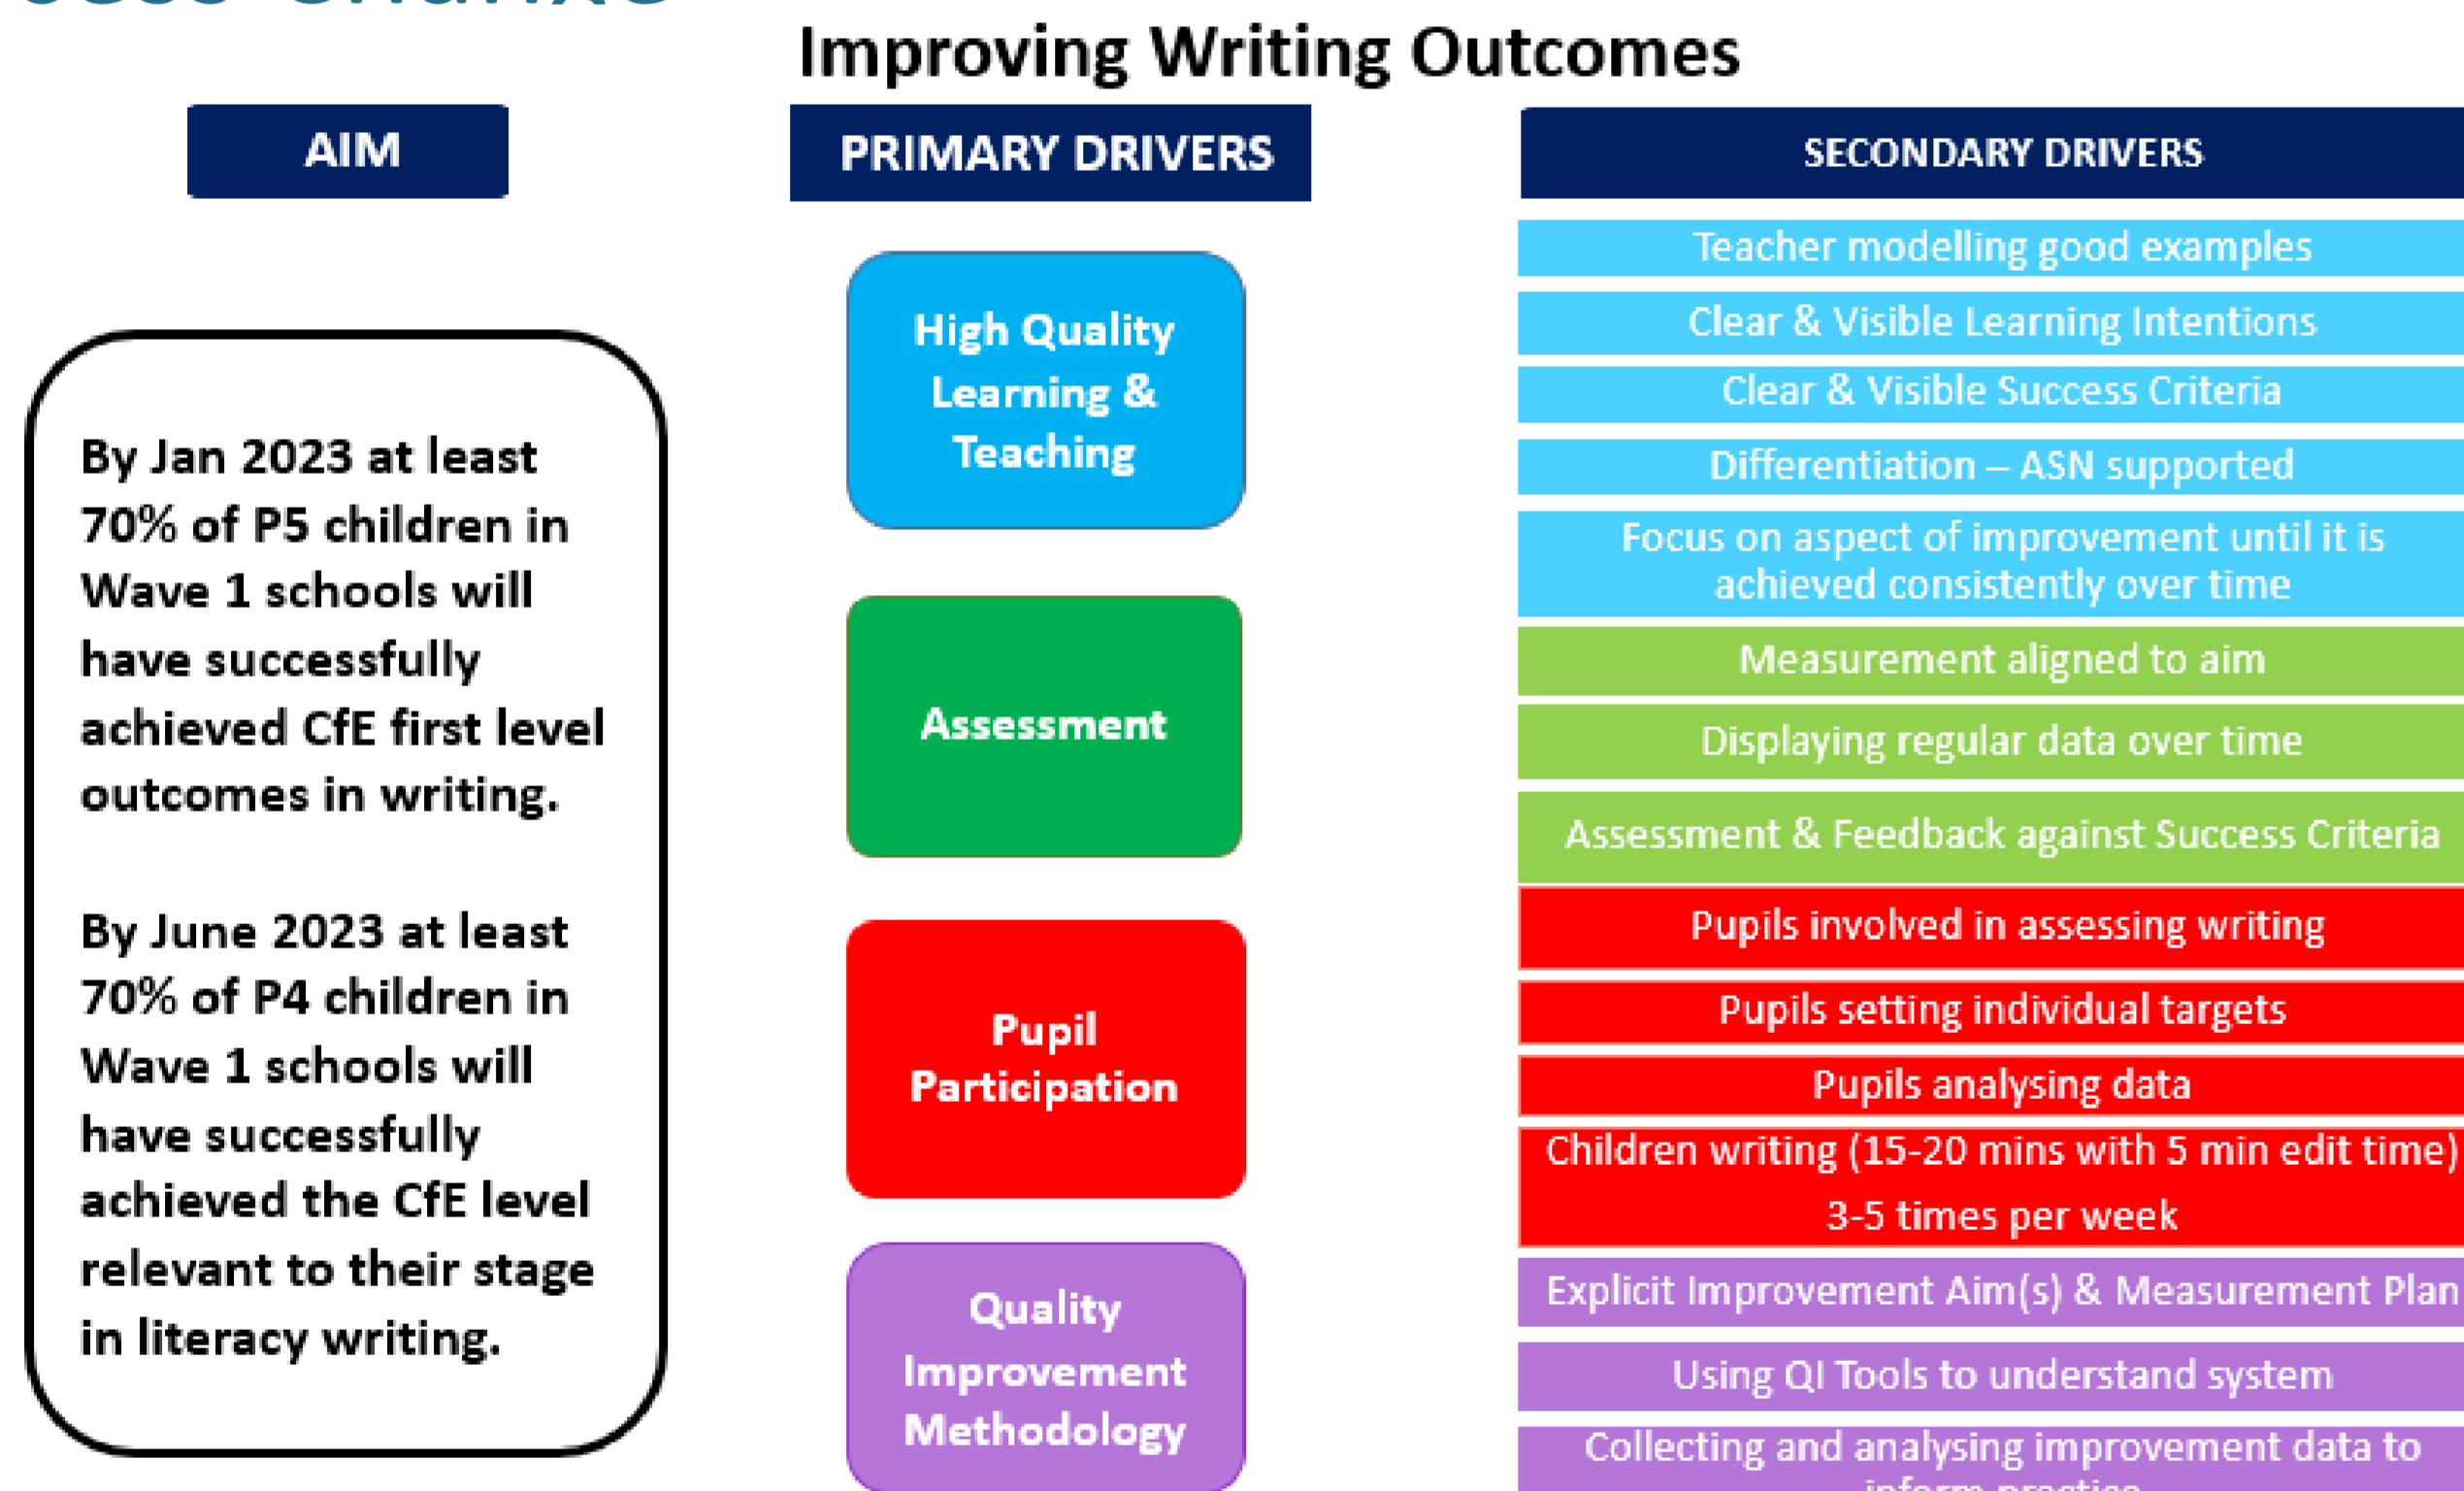 Improving Writing Outcomes
AIM
By Jan 2023 at least
70% of P5 children in
Wave 1 schools will
have successfully
achieved CfE first level
outcomes in writing.
By June 2023 at least
70% of P4 children in
Wave 1 schools will
have successfully
achieved the CfE level
relevant to their stage
in literacy writing.
PRIMARY DRIVERS
High Quality
Learning &
Teaching
Assessment
Pupil
Participation
Quality
Improvement
Methodology
SECONDARY DRIVERS
Teacher modelling good examples
Clear & Visible Learning Intentions
Clear & Visible Success Criteria
Differentiation – ASN supported
Focus on aspect of improvement until it is
achieved consistently over time
Measurement aligned to aim
Displaying regular data over time
Assessment & Feedback against Success Criteria
Pupils involved in assessing writing
Pupils setting individual targets
Pupils analysing data
Children writing (15-20 mins with 5 min edit time)
3-5 times per week
Explicit Improvement Aim(s) & Measurement Plan
Using QI Tools to understand system
Collecting and analysing improvement data to
inform practice